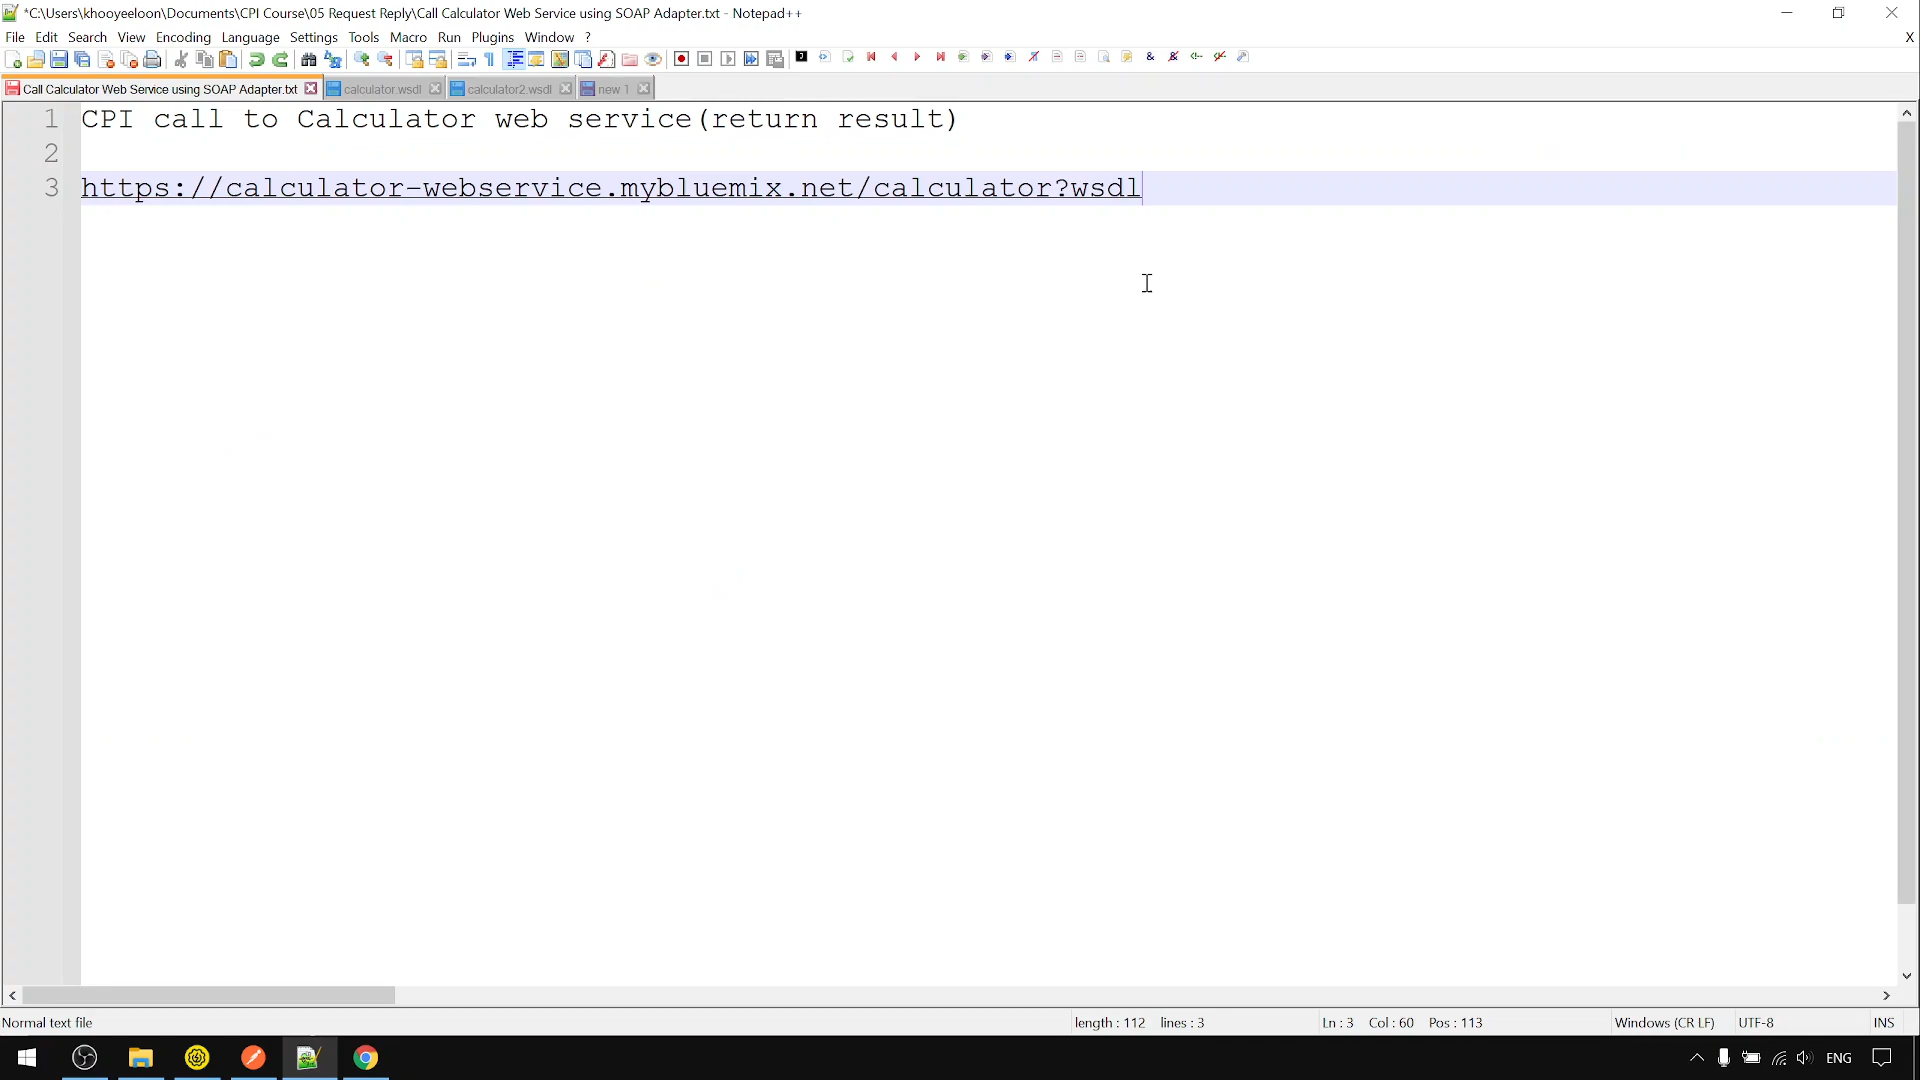 *C:\Users\khooyeeloon\Documents\CPI Course\05 Request Reply\Call Calculator Web Service using SOAP Adapter.txt - Notepad++
File Edit Search View Encoding Language Settings Tools Macro Run Plugins Window ? X
Call Calculator Web Service using SOAP Adapter.txt calculator.wsdl calculator2.wsdl new 1
1 CPI call to Calculator web service(return result)
2
3 https://calculator-webservice.mybluemix.net/calculator?wsdl
Normal text file length : 112 lines : 3 Ln : 3 Col : 60 Pos : 113 Windows (CR LF) UTF-8 INS
ENG